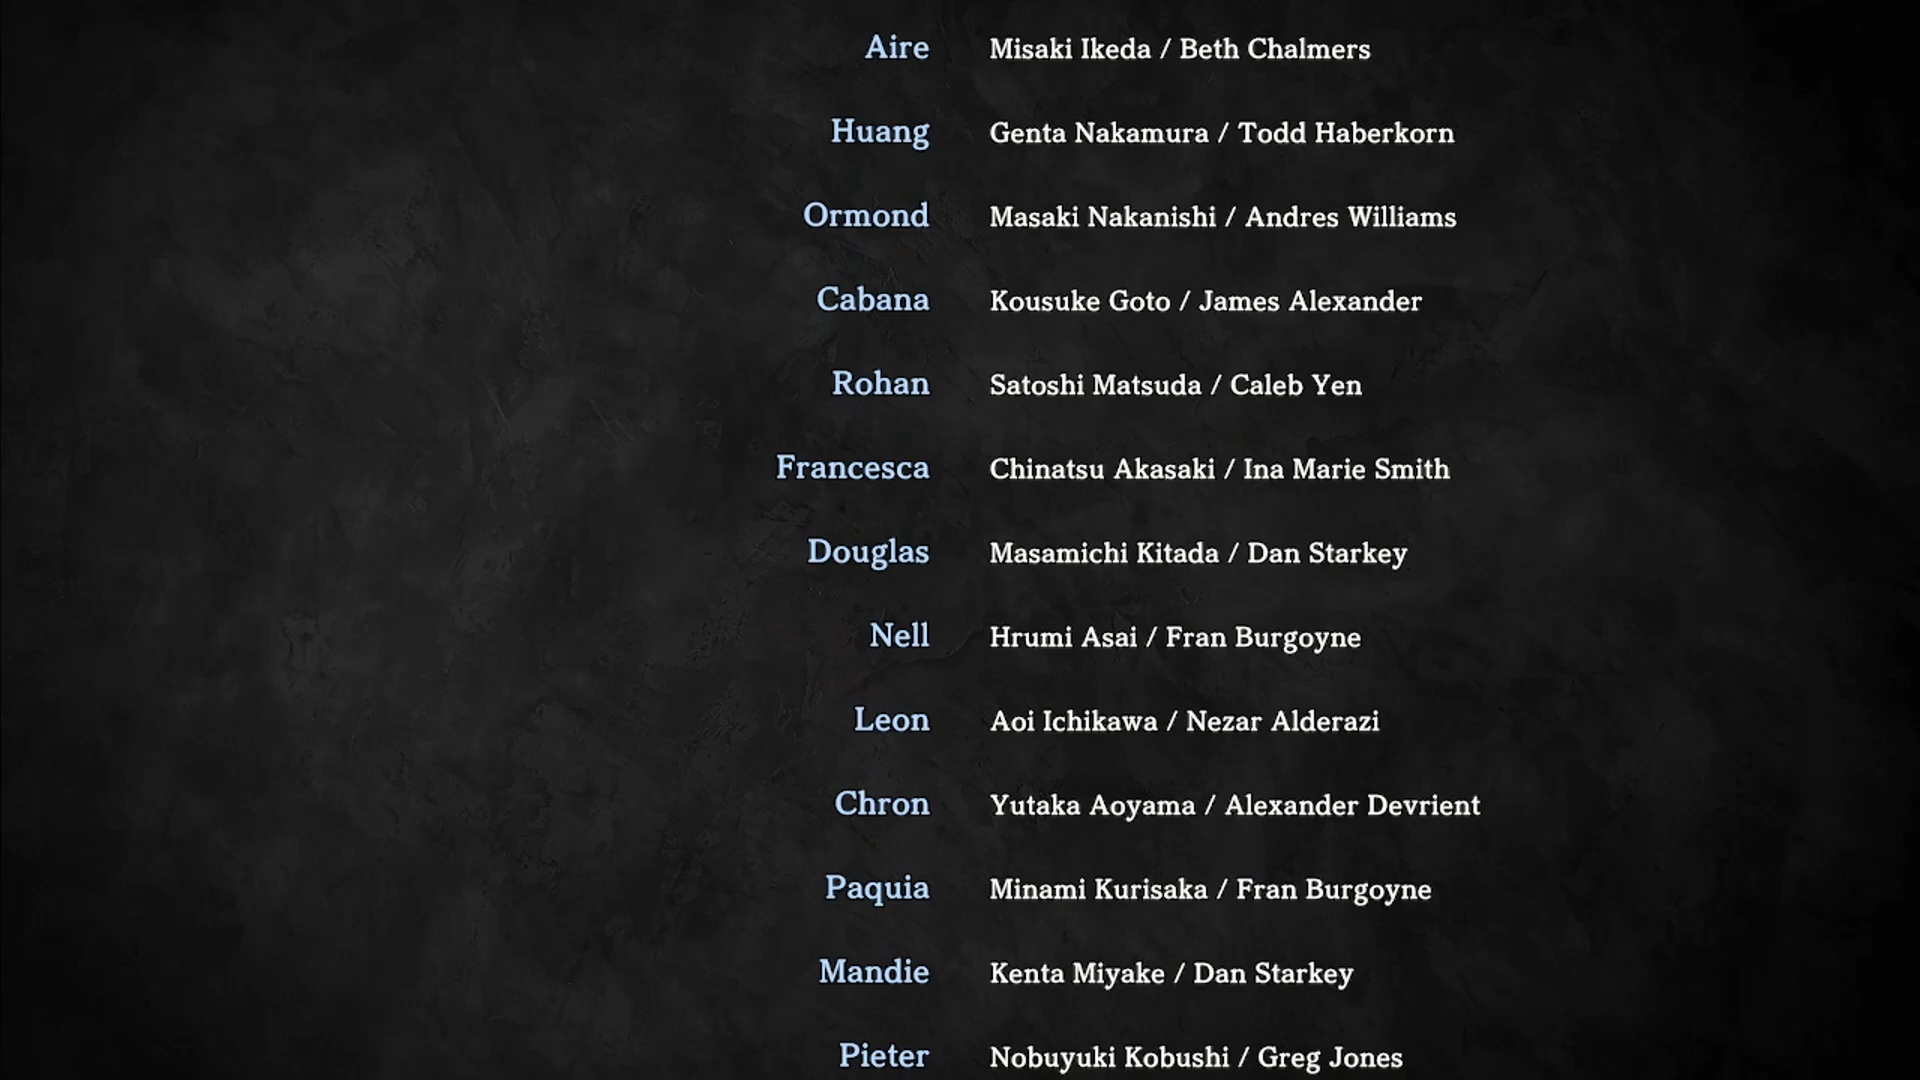 Aire Misaki Ikeda / Beth Chalmers
Huang Genta Nakamura / Todd Haberkorn
Ormond Masaki Nakanishi / Andres Williams
Cabana Kousuke Goto / James Alexander
Rohan Satoshi Matsuda / Caleb Yen
Francesca Chinatsu Akasaki / Ina Marie Smith
Douglas Masamichi Kitada / Dan Starkey
Nell Hrumi Asai / Fran Burgoyne
Leon Aoi Ichikawa / Nezar Alderazi
Chron Yutaka Aoyama / Alexander Devrient
Paquia Minami Kurisaka / Fran Burgoyne
Mandie Kenta Miyake / Dan Starkey
Pieter Nobuyuki Kobushi / Greg Jones